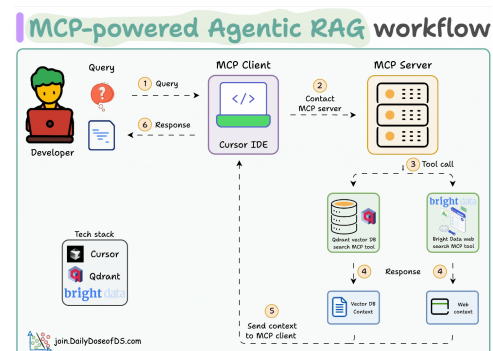 MCP-powered Agentic RAG workflow
Query
MCP Client
MCP Server
1 Query
2
Contact
MCP server
</>
6 Response
Developer
Cursor IDE
3 Tool call
bright data
Qdrant vector DB
search MCP tool
Bright Data web
search MCP tool
Tech stack
Cursor
Qdrant
bright data
4 Response 4
Vector DB
Context
Web
context
5
Send context
to MCP client
join.DailyDoseofDS.com